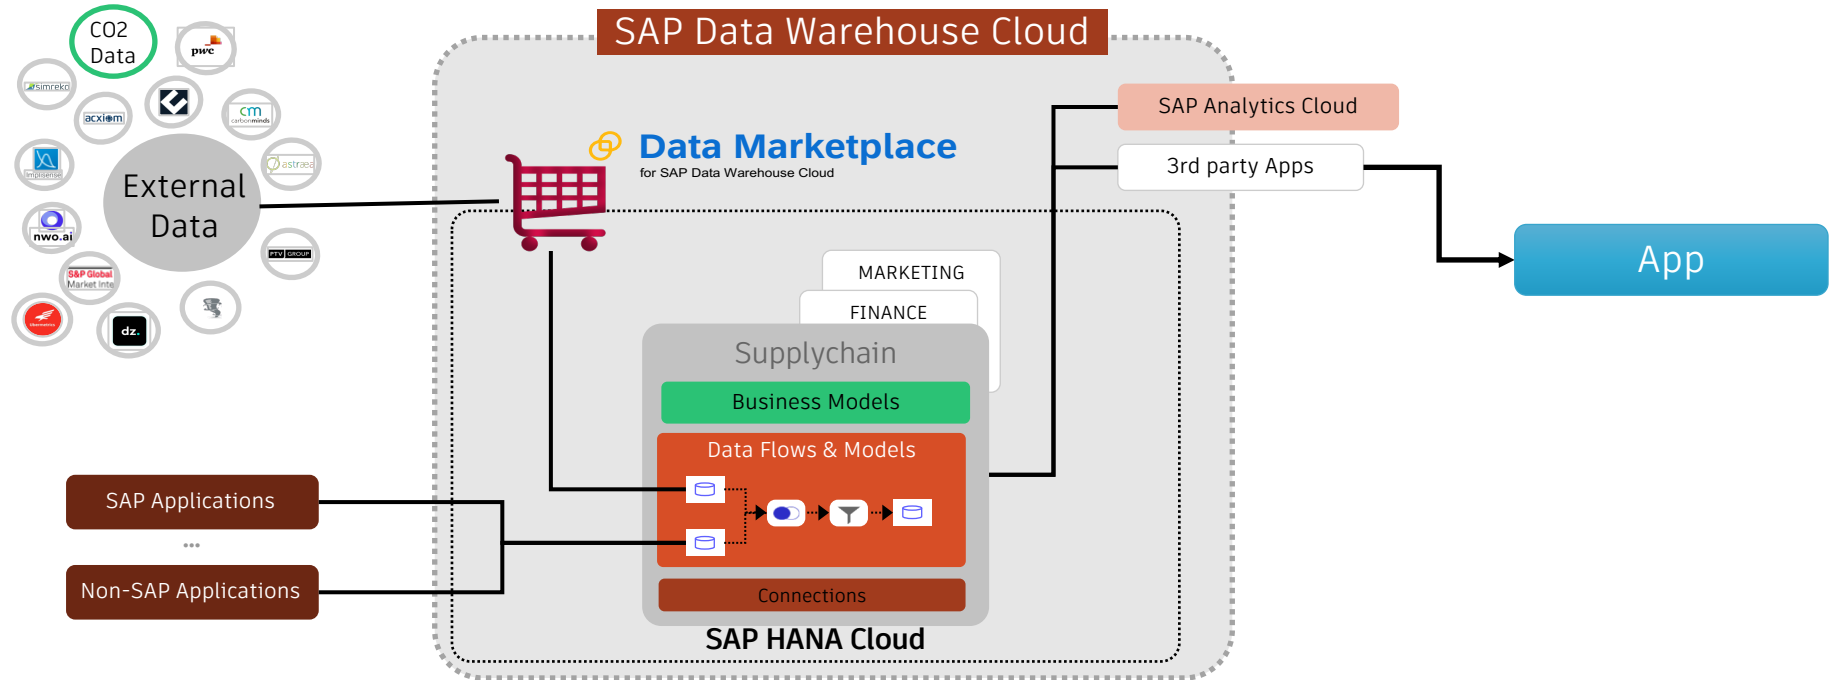 SAP Data Warehouse Cloud
CO2
Data
pwc
simreka
acxiom
cm
carbonminds
astraea
impisense
External
Data
nwo.ai
PTV GROUP
S&P Global
Market Inte
dz.
Data Marketplace
for SAP Data Warehouse Cloud
SAP Analytics Cloud
3rd party Apps
App
MARKETING
FINANCE
Supplychain
Business Models
Data Flows & Models
Connections
SAP HANA Cloud
SAP Applications
...
Non-SAP Applications